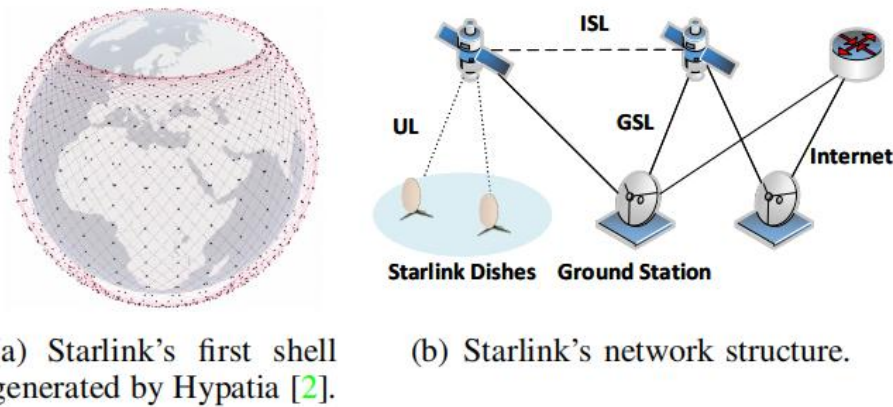 ISL
UL
GSL
Internet
Starlink Dishes
Ground Station
a) Starlink's first shell
generated by Hypatia [2].
(b) Starlink's network structure.